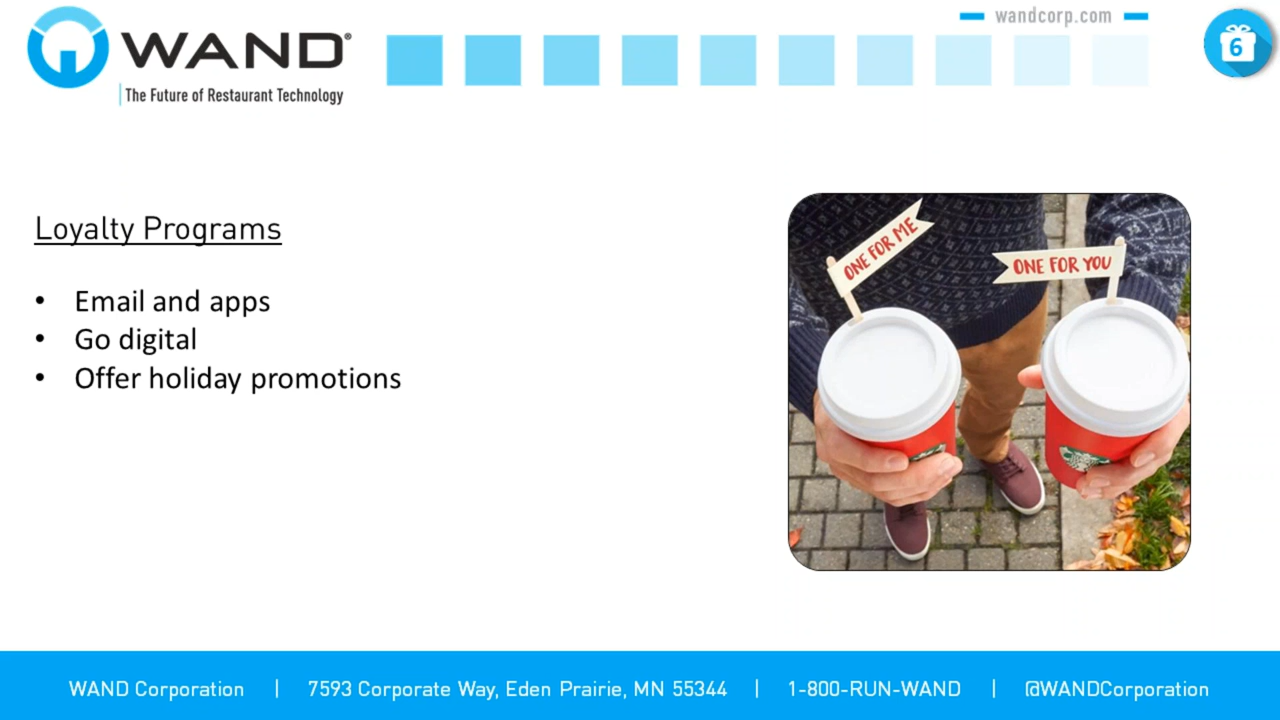 WAND®
The Future of Restaurant Technology
wandcorp.com
6
Loyalty Programs
• Email and apps
• Go digital
• Offer holiday promotions
ONE FOR ME
ONE FOR YOU
WAND Corporation | 7593 Corporate Way, Eden Prairie, MN 55344 | 1-800-RUN-WAND | @WANDCorporation